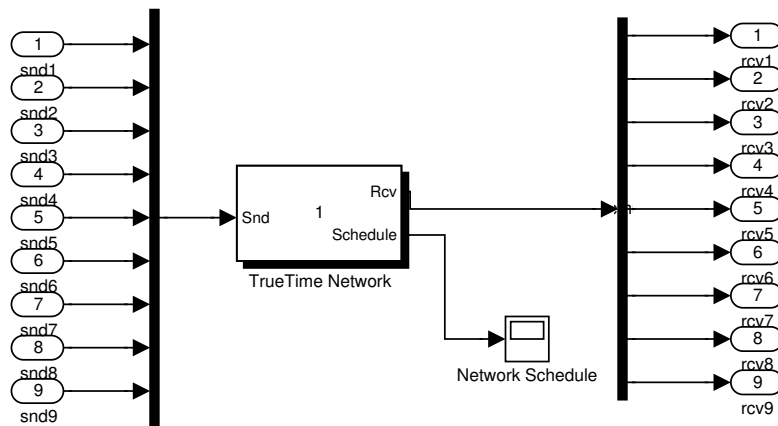 1
snd1
2
snd2
3
snd3
4
snd4
5
snd5
6
snd6
7
snd7
8
snd8
9
snd9
Snd
1
Rcv
Schedule
TrueTime Network
Network Schedule
1
rcv1
2
rcv2
3
rcv3
4
rcv4
5
rcv5
6
rcv6
7
rcv7
8
rcv8
9
rcv9